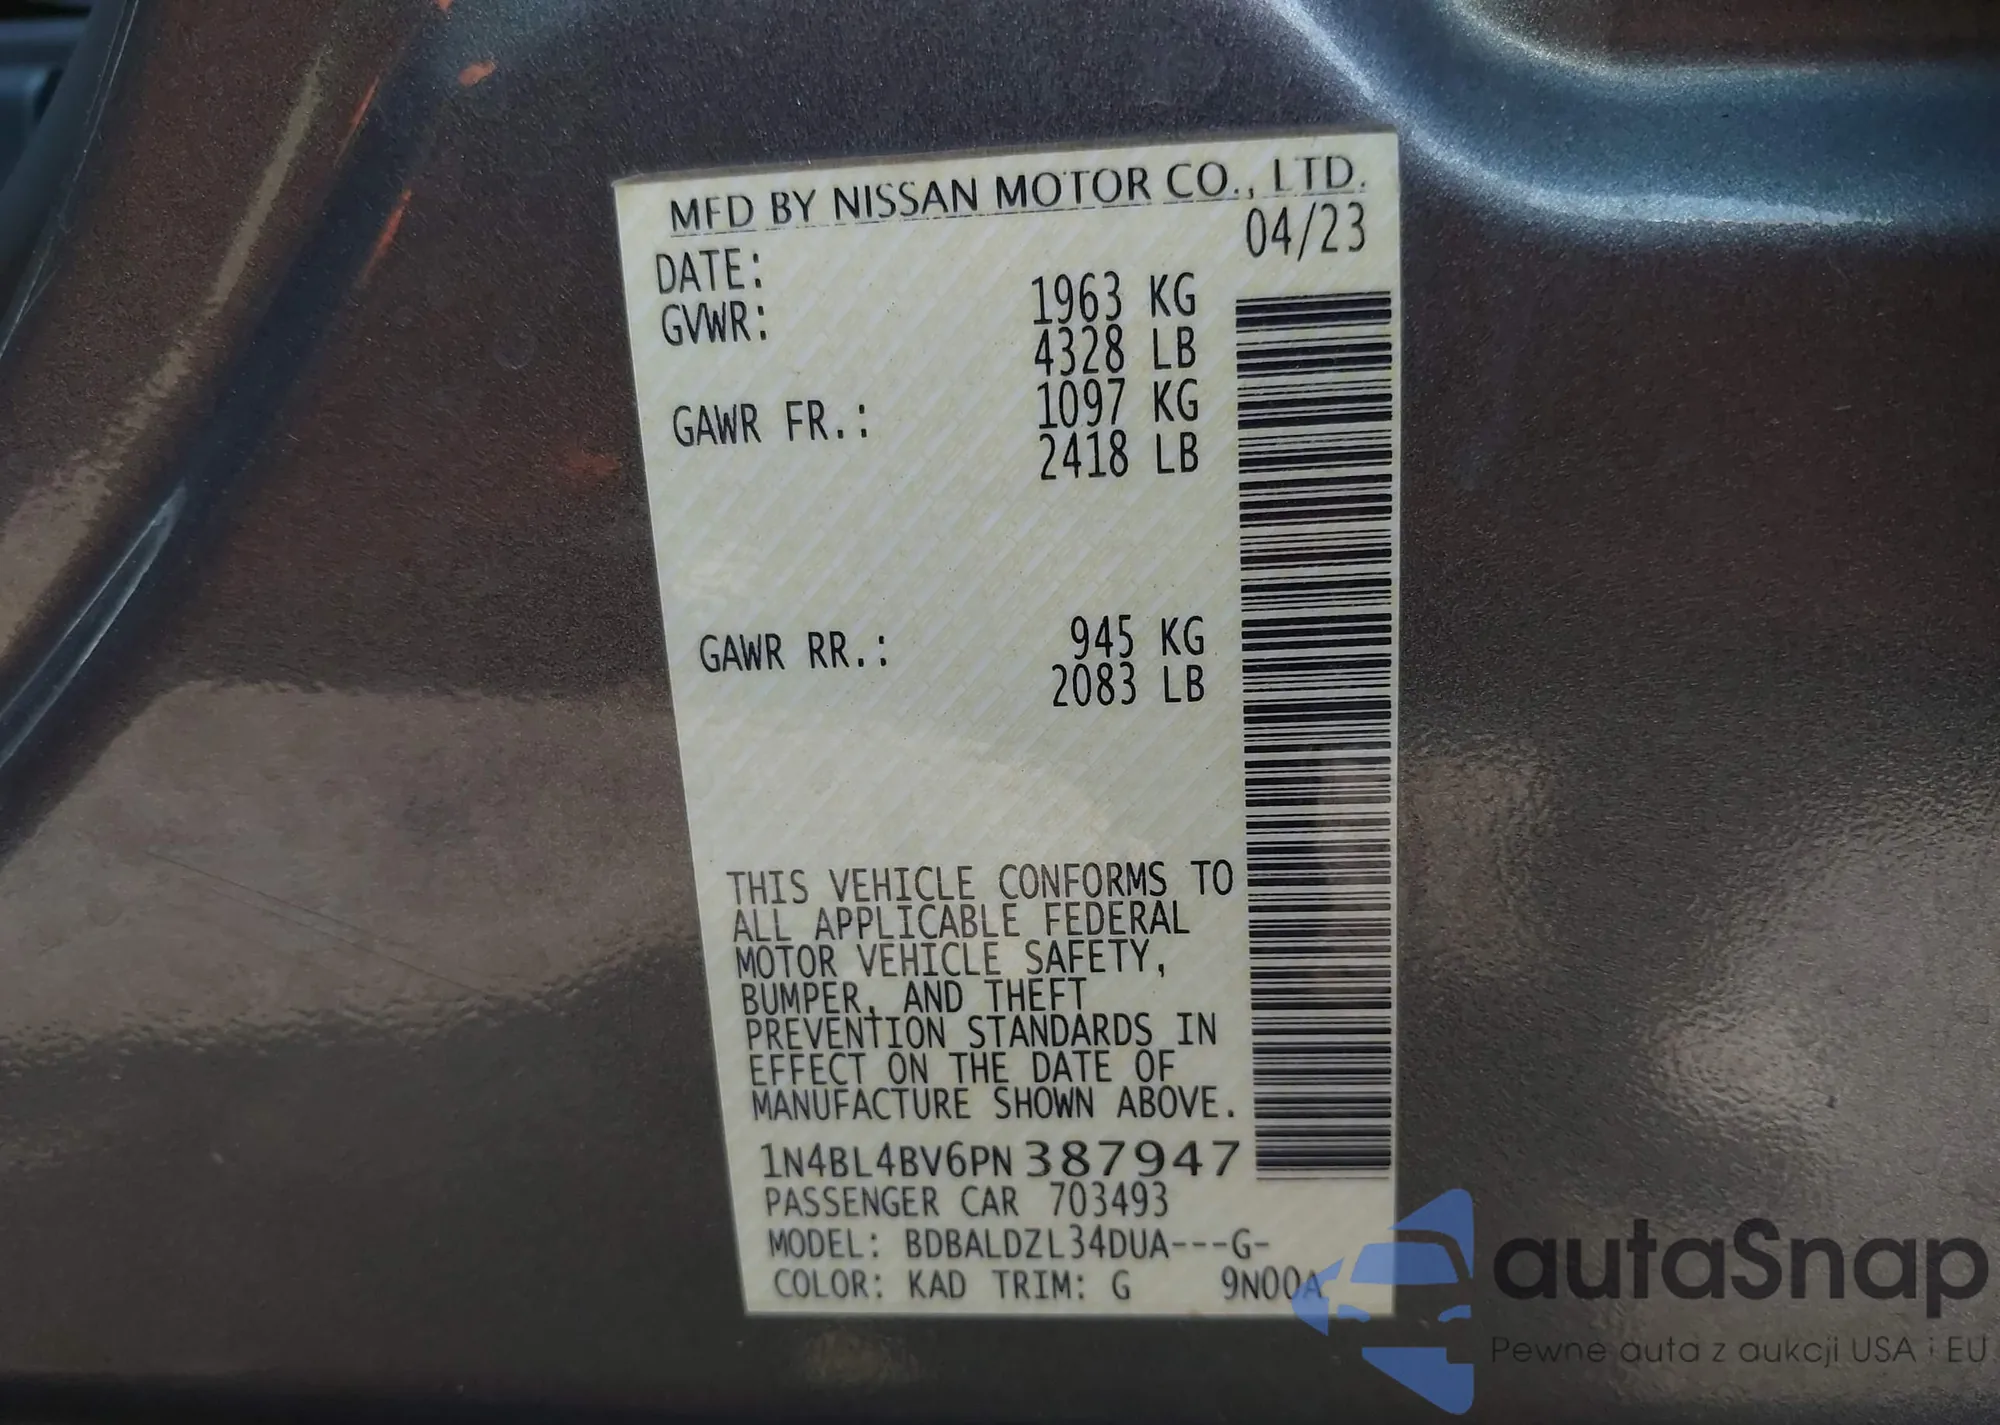 MFD BY NISSAN MOTOR CO., LTD.
DATE: 04/23
GVWR: 1963 KG
4328 LB
GAWR FR.: 1097 KG
2418 LB
GAWR RR.: 945 KG
2083 LB
THIS VEHICLE CONFORMS TO
ALL APPLICABLE FEDERAL
MOTOR VEHICLE SAFETY,
BUMPER, AND THEFT
PREVENTION STANDARDS IN
EFFECT ON THE DATE OF
MANUFACTURE SHOWN ABOVE.
1N4BL4BV6PN387947
PASSENGER CAR 703493
MODEL: BDBALDZL34DUA---G-
COLOR: KAD TRIM: G 9N00A
autaSnap
Pewne auta z aukcji USA i EU